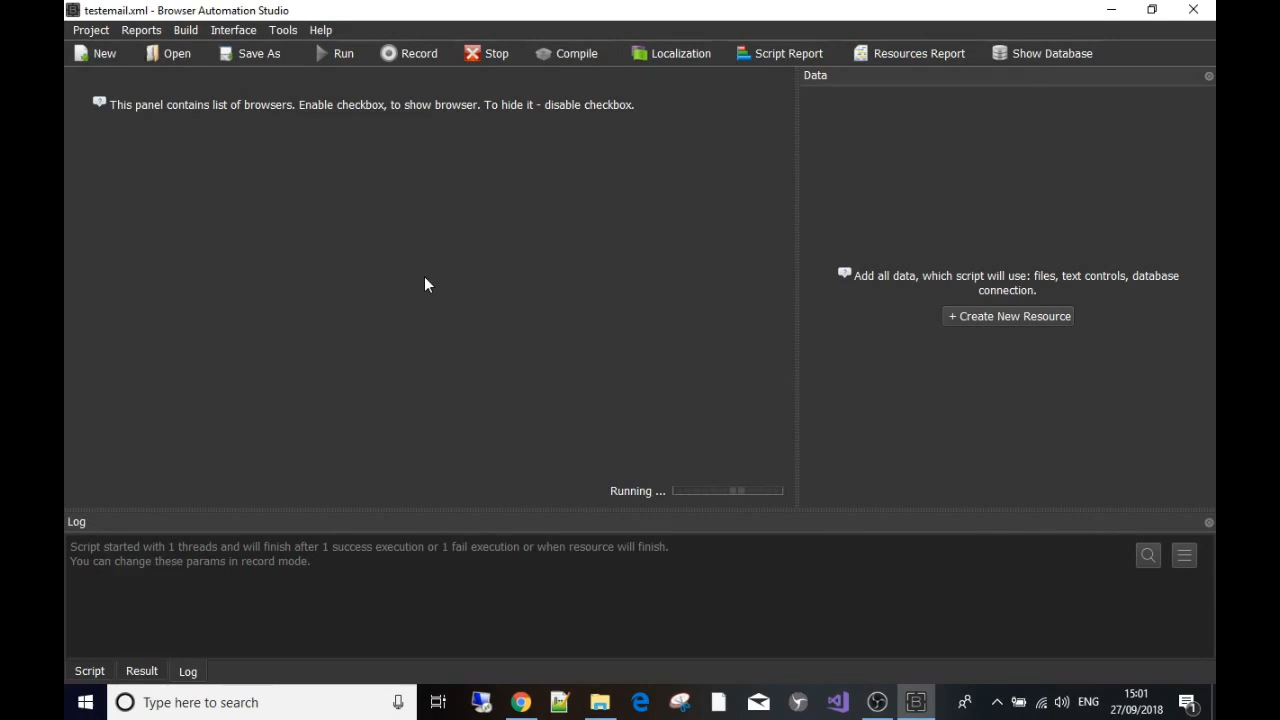 testemail.xml - Browser Automation Studio
Project Reports Build Interface Tools Help
New Open Save As Run Record Stop Compile Localization Script Report Resources Report Show Database
Data
This panel contains list of browsers. Enable checkbox, to show browser. To hide it - disable checkbox.
Add all data, which script will use: files, text controls, database
connection.
+ Create New Resource
Running ...
Log
Script started with 1 threads and will finish after 1 success execution or 1 fail execution or when resource will finish.
You can change these params in record mode.
Script Result Log
Type here to search
ENG
15:01
27/09/2018
1